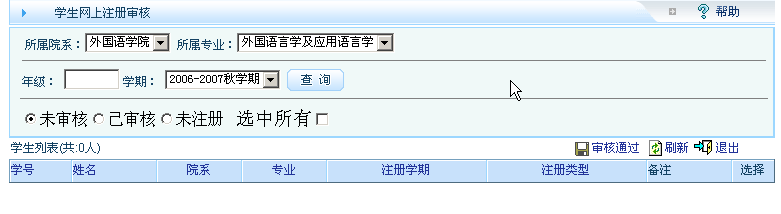 学生网上注册审核 帮助
所属院系：外国语学院 所属专业：外国语言学及应用语言学
年级： 学期： 2006-2007秋学期 查 询
未审核 己审核 未注册 选中所有
学生列表(共:0人) 审核通过 刷新 退出
学号 姓名 院系 专业 注册学期 注册类型 备注 选择